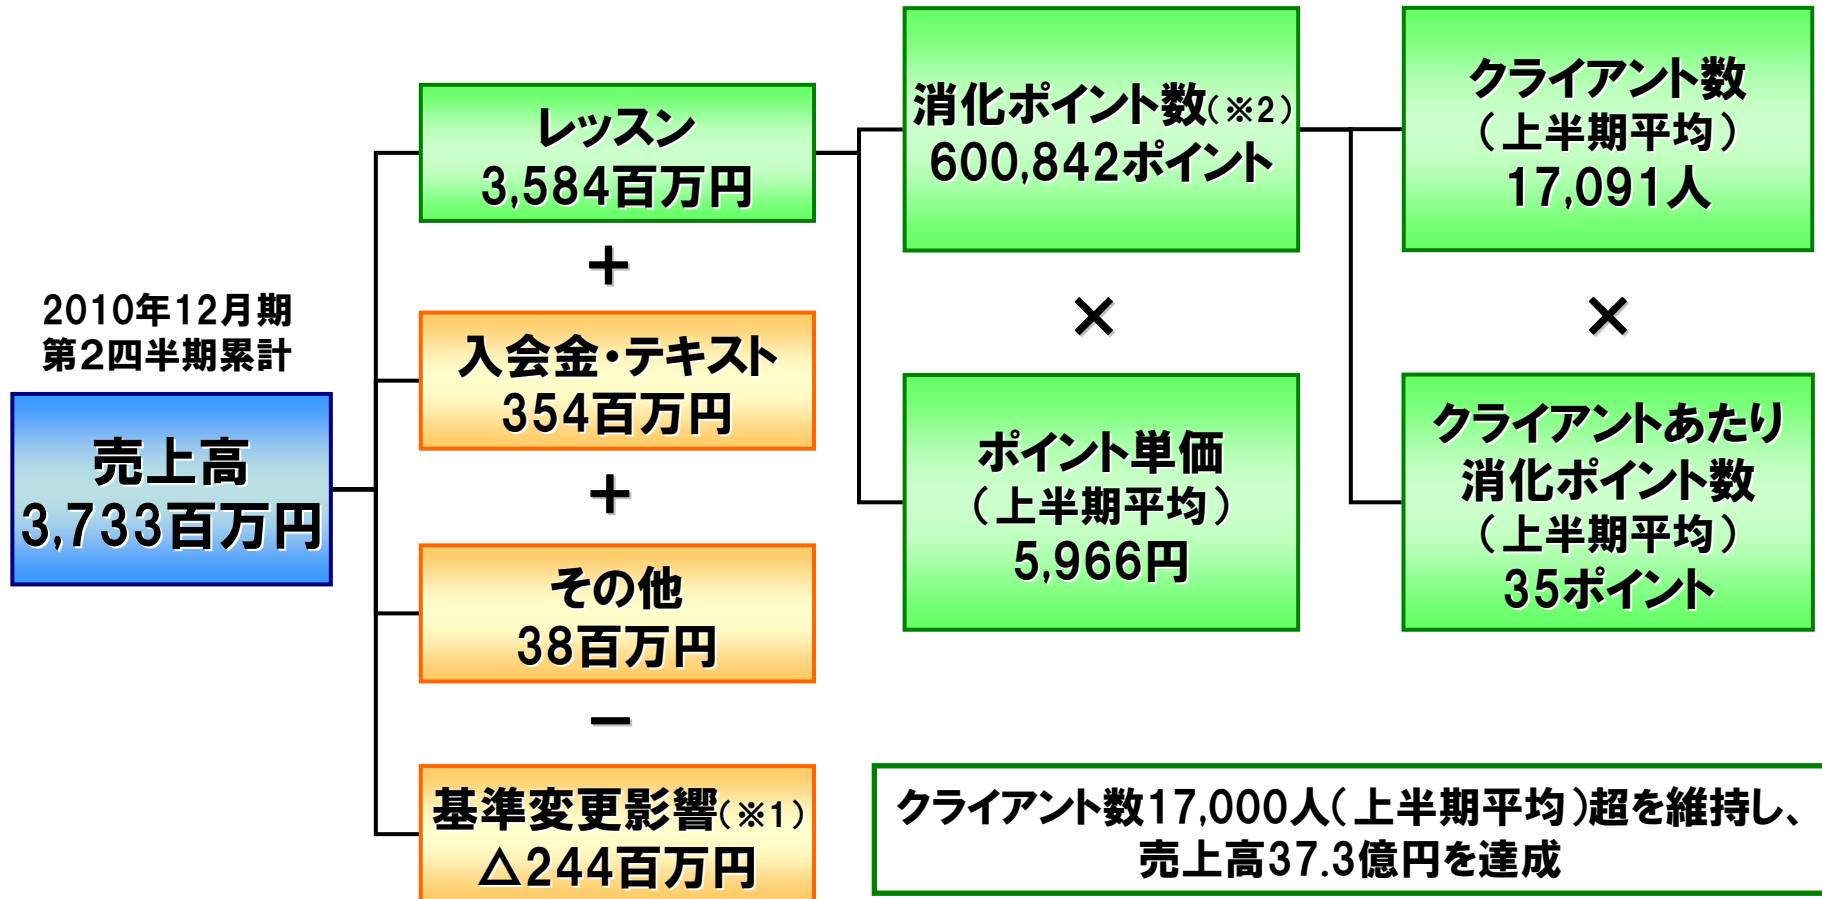 2010年12月期
第2四半期累計
売上高
3,733百万円
レッスン
3,584百万円
＋
入会金・テキスト
354百万円
＋
その他
38百万円
－
基準変更影響(※1)
△244百万円
消化ポイント数(※2)
600,842ポイント
×
ポイント単価
(上半期平均)
5,966円
クライアント数
(上半期平均)
17,091人
×
クライアントあたり
消化ポイント数
(上半期平均)
35ポイント
クライアント数17,000人(上半期平均)超を維持し、
売上高37.3億円を達成